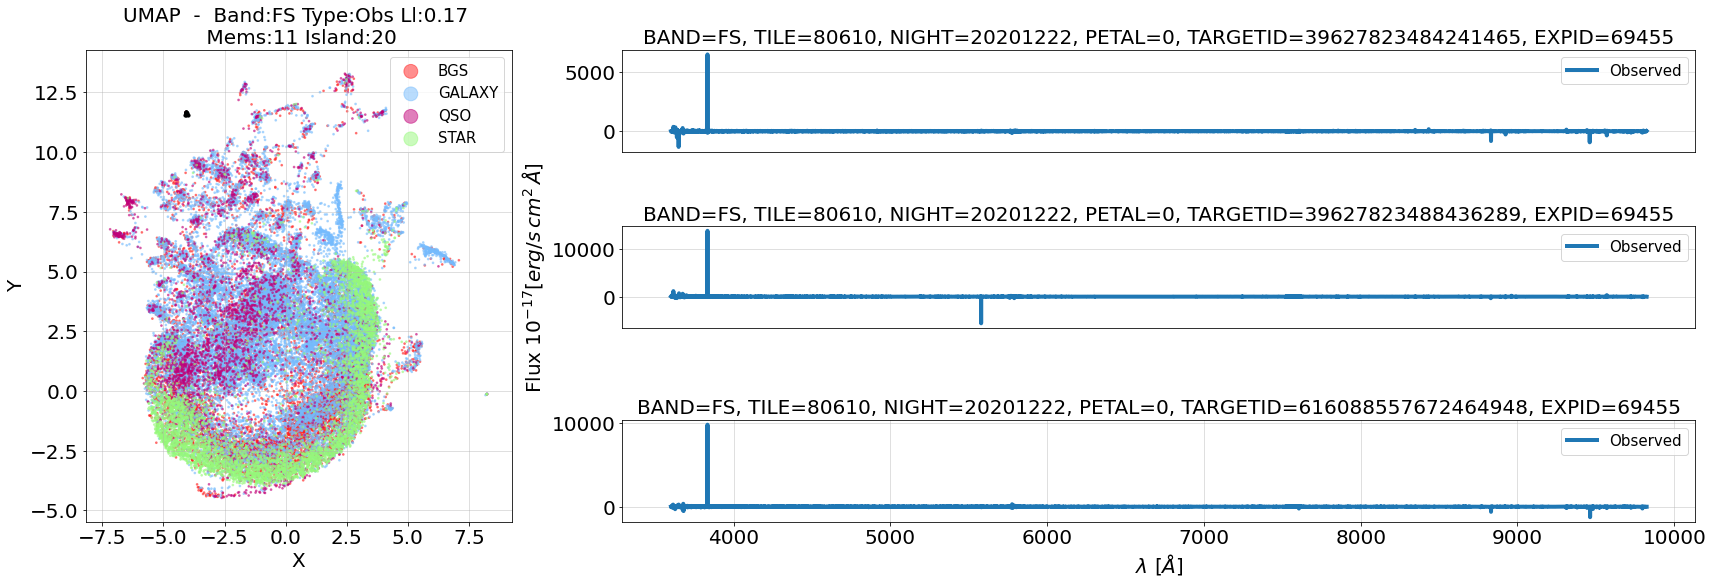 UMAP  -  Band:FS Type:Obs Ll:0.17
Mems:11 Island:20
12.5
10.0
7.5
5.0
2.5
0.0
−2.5
−5.0
Y
−7.5
−5.0
−2.5
0.0
2.5
5.0
7.5
X
BGS
GALAXY
QSO
STAR
Flux 10⁻¹⁷[erg/s cm² Å]
BAND=FS, TILE=80610, NIGHT=20201222, PETAL=0, TARGETID=39627823484241465, EXPID=69455
5000
0
Observed
BAND=FS, TILE=80610, NIGHT=20201222, PETAL=0, TARGETID=39627823488436289, EXPID=69455
10000
0
Observed
BAND=FS, TILE=80610, NIGHT=20201222, PETAL=0, TARGETID=616088557672464948, EXPID=69455
10000
0
Observed
4000
5000
6000
7000
8000
9000
10000
λ [Å]